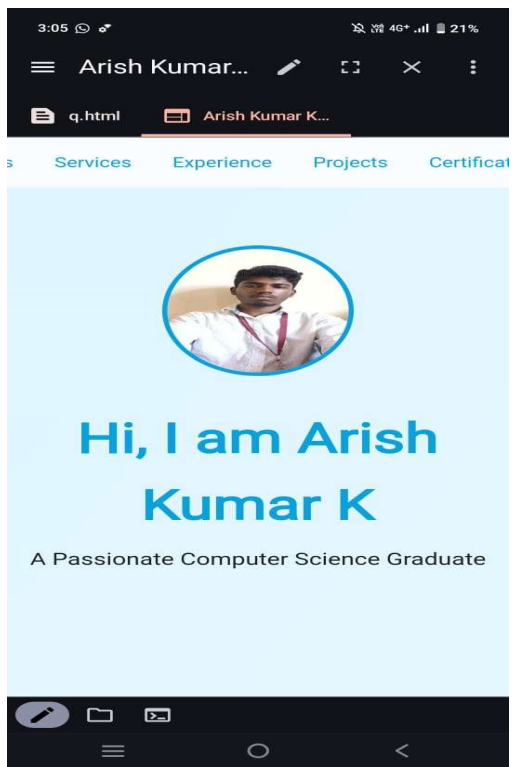 3:05 4G+ 21%
Arish Kumar...
q.html Arish Kumar K...
s Services Experience Projects Certificat
Hi, I am Arish
Kumar K
A Passionate Computer Science Graduate